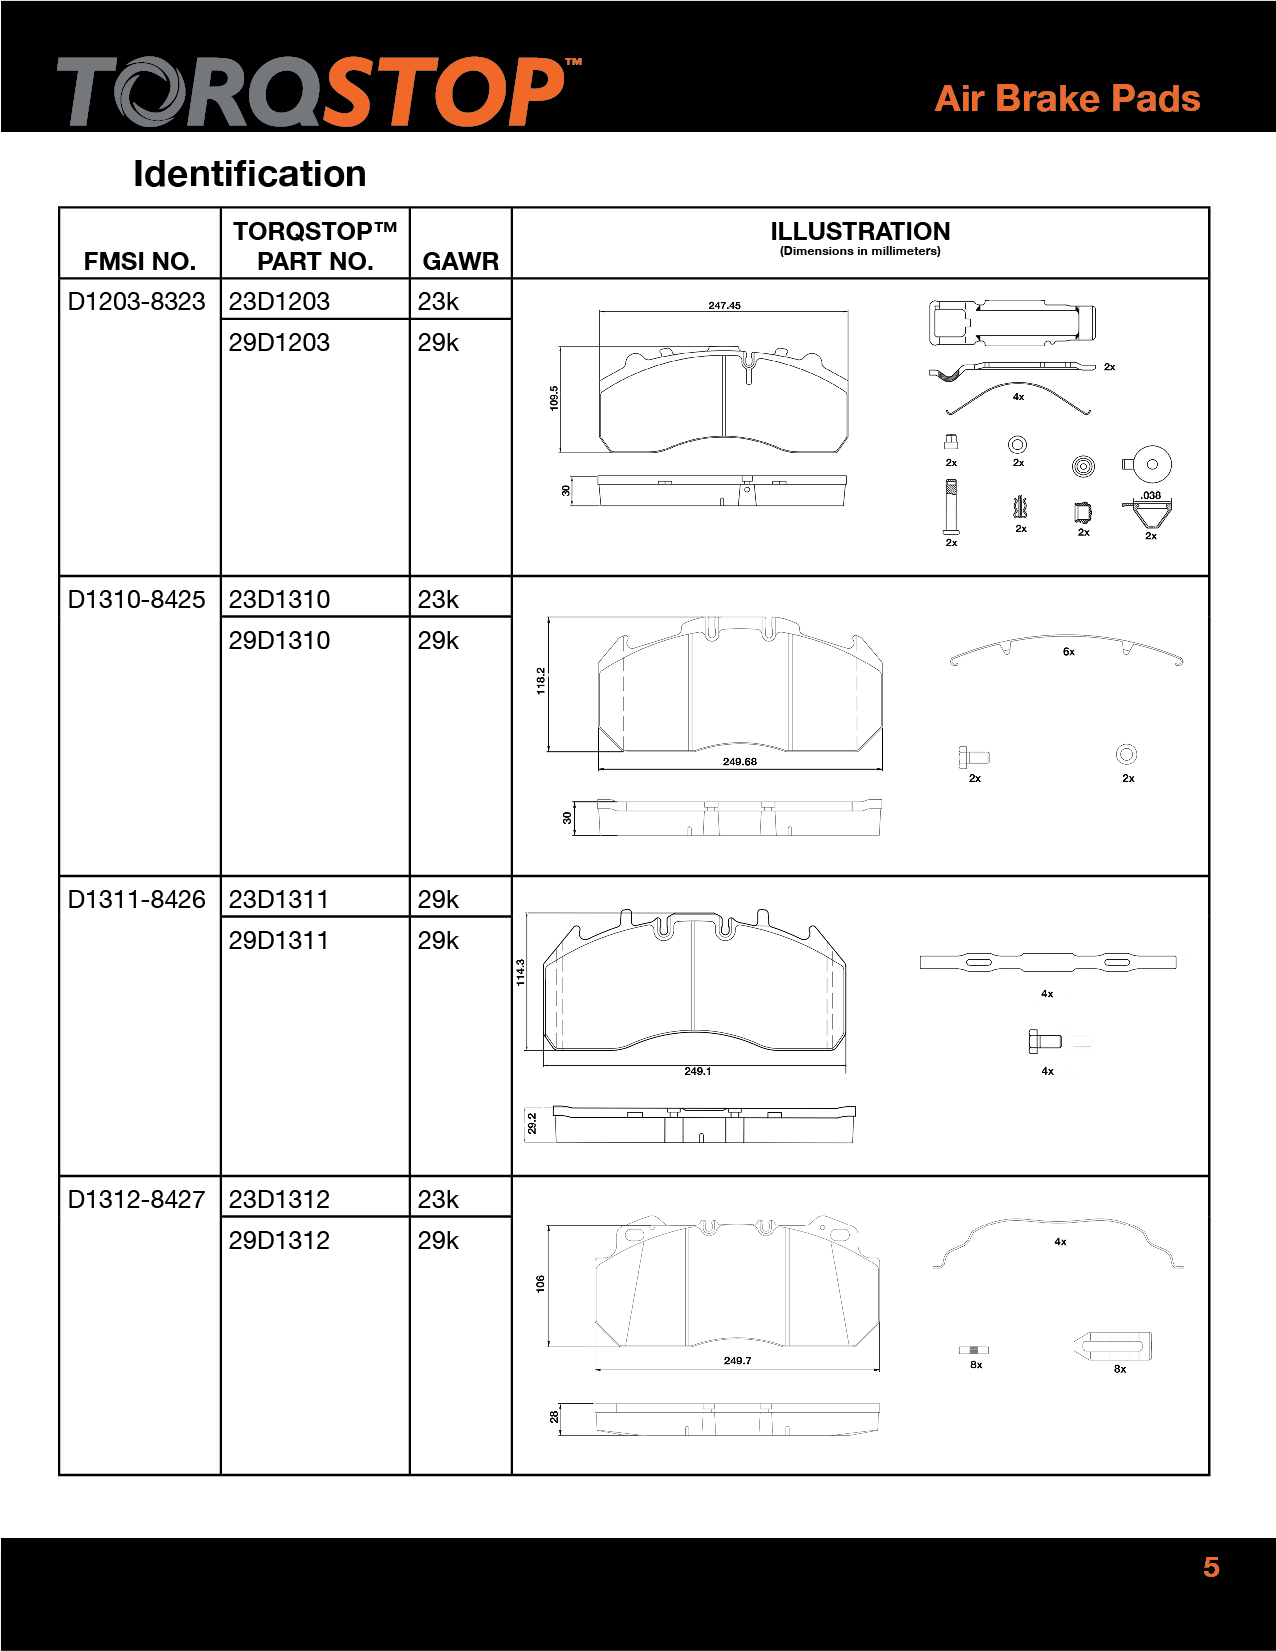 TORQSTOP™
Air Brake Pads
Identification
FMSI NO.
TORQSTOP™
PART NO.
GAWR
ILLUSTRATION
(Dimensions in millimeters)
D1203-8323
23D1203
23k
29D1203
29k
247.45
109.5
30
2x
4x
2x
2x
.038
2x
2x
2x
2x
D1310-8425
23D1310
23k
29D1310
29k
118.2
249.68
30
6x
2x
2x
D1311-8426
23D1311
29k
29D1311
29k
114.3
249.1
29.2
4x
4x
D1312-8427
23D1312
23k
29D1312
29k
106
249.7
28
4x
8x
8x
5